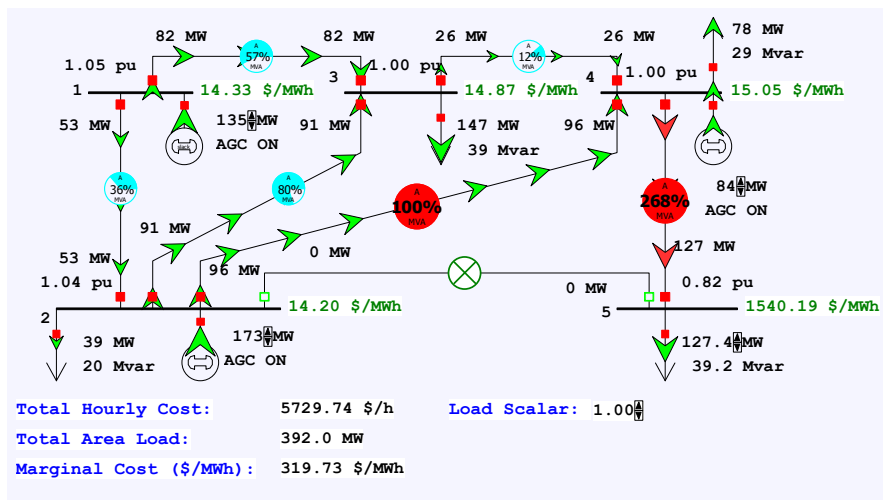 82 MW 82 MW 26 MW 26 MW 78 MW
A 57% MVA
A 12% MVA
29 Mvar
1.05 pu 3 1.00 pu 4 1.00 pu
1 14.33 $/MWh 14.87 $/MWh 15.05 $/MWh
53 MW 135 MW 91 MW 147 MW 96 MW
AGC ON 39 Mvar
A 36% MVA
A 80% MVA
A 100% MVA
A 268% MVA
84 MW
AGC ON
91 MW
0 MW 127 MW
53 MW 96 MW
1.04 pu 0 MW 0.82 pu
2 14.20 $/MWh 5 1540.19 $/MWh
39 MW 173 MW 127.4 MW
20 Mvar AGC ON 39.2 Mvar
Total Hourly Cost: 5729.74 $/h Load Scalar: 1.00
Total Area Load: 392.0 MW
Marginal Cost ($/MWh): 319.73 $/MWh